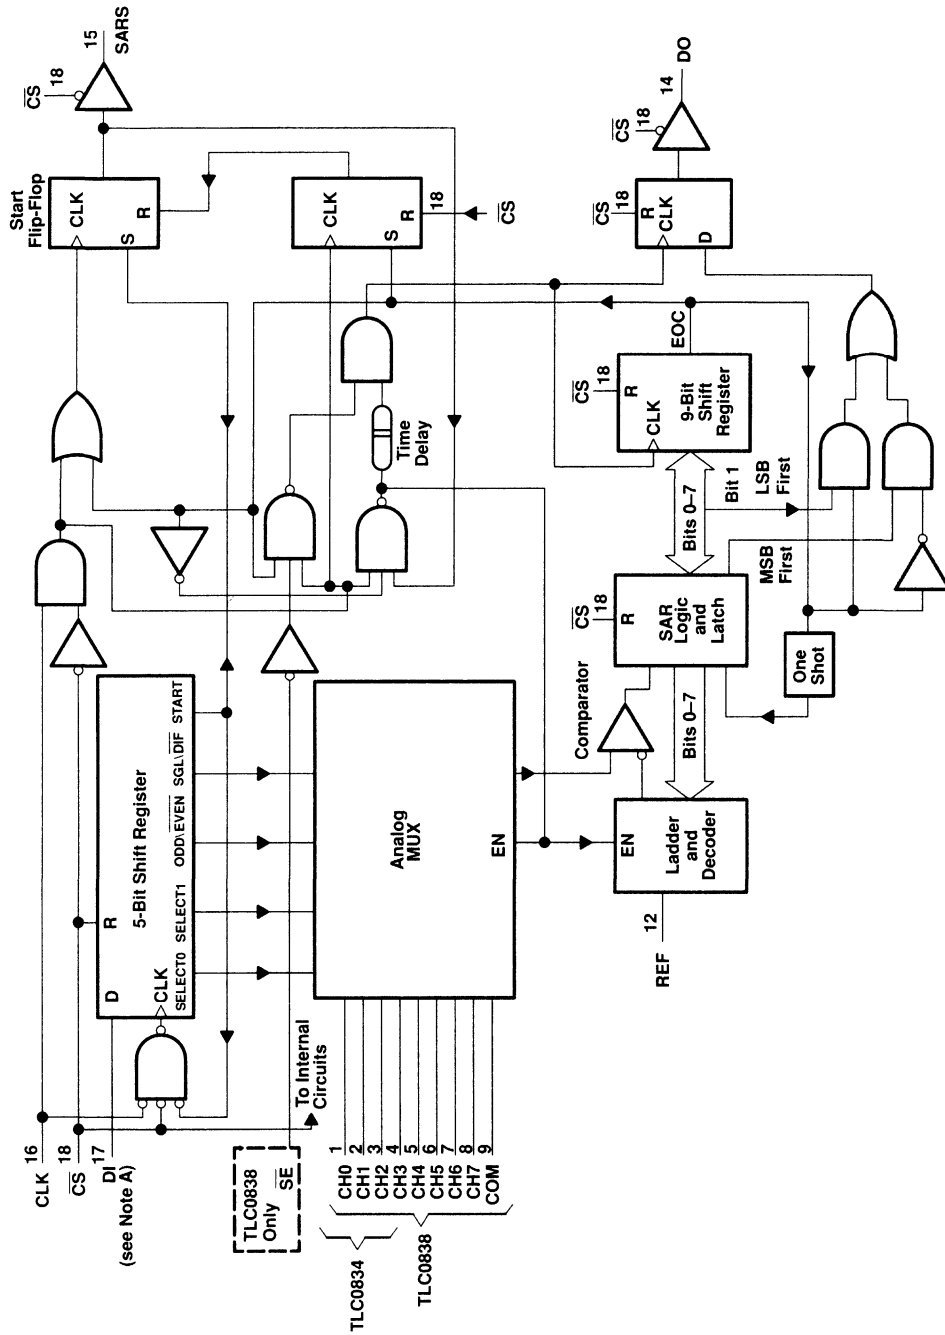 CLK 16
CS 18
DI 17
(see Note A)
D
R
CLK
5-Bit Shift Register
SELECT0 SELECT1 ODD\EVEN SGL\DIF START
To Internal
Circuits
Start
Flip-Flop
CLK
S
R
CS
18
15
SARS
TLC0838
Only
SE
CLK
S
R
18
CS
Time
Delay
TLC0834
TLC0838
CH0 1
CH1 2
CH2 3
CH3 4
CH4 5
CH5 6
CH6 7
CH7 8
COM 9
Analog
MUX
EN
Comparator
REF
12
EN
Ladder
and
Decoder
Bits 0–7
CS
18
R
SAR
Logic
and
Latch
Bits 0–7
Bit 1
LSB
First
MSB
First
One
Shot
CS
18
R
CLK
9-Bit
Shift
Register
EOC
CS
18
R
CLK
D
CS
18
14
DO